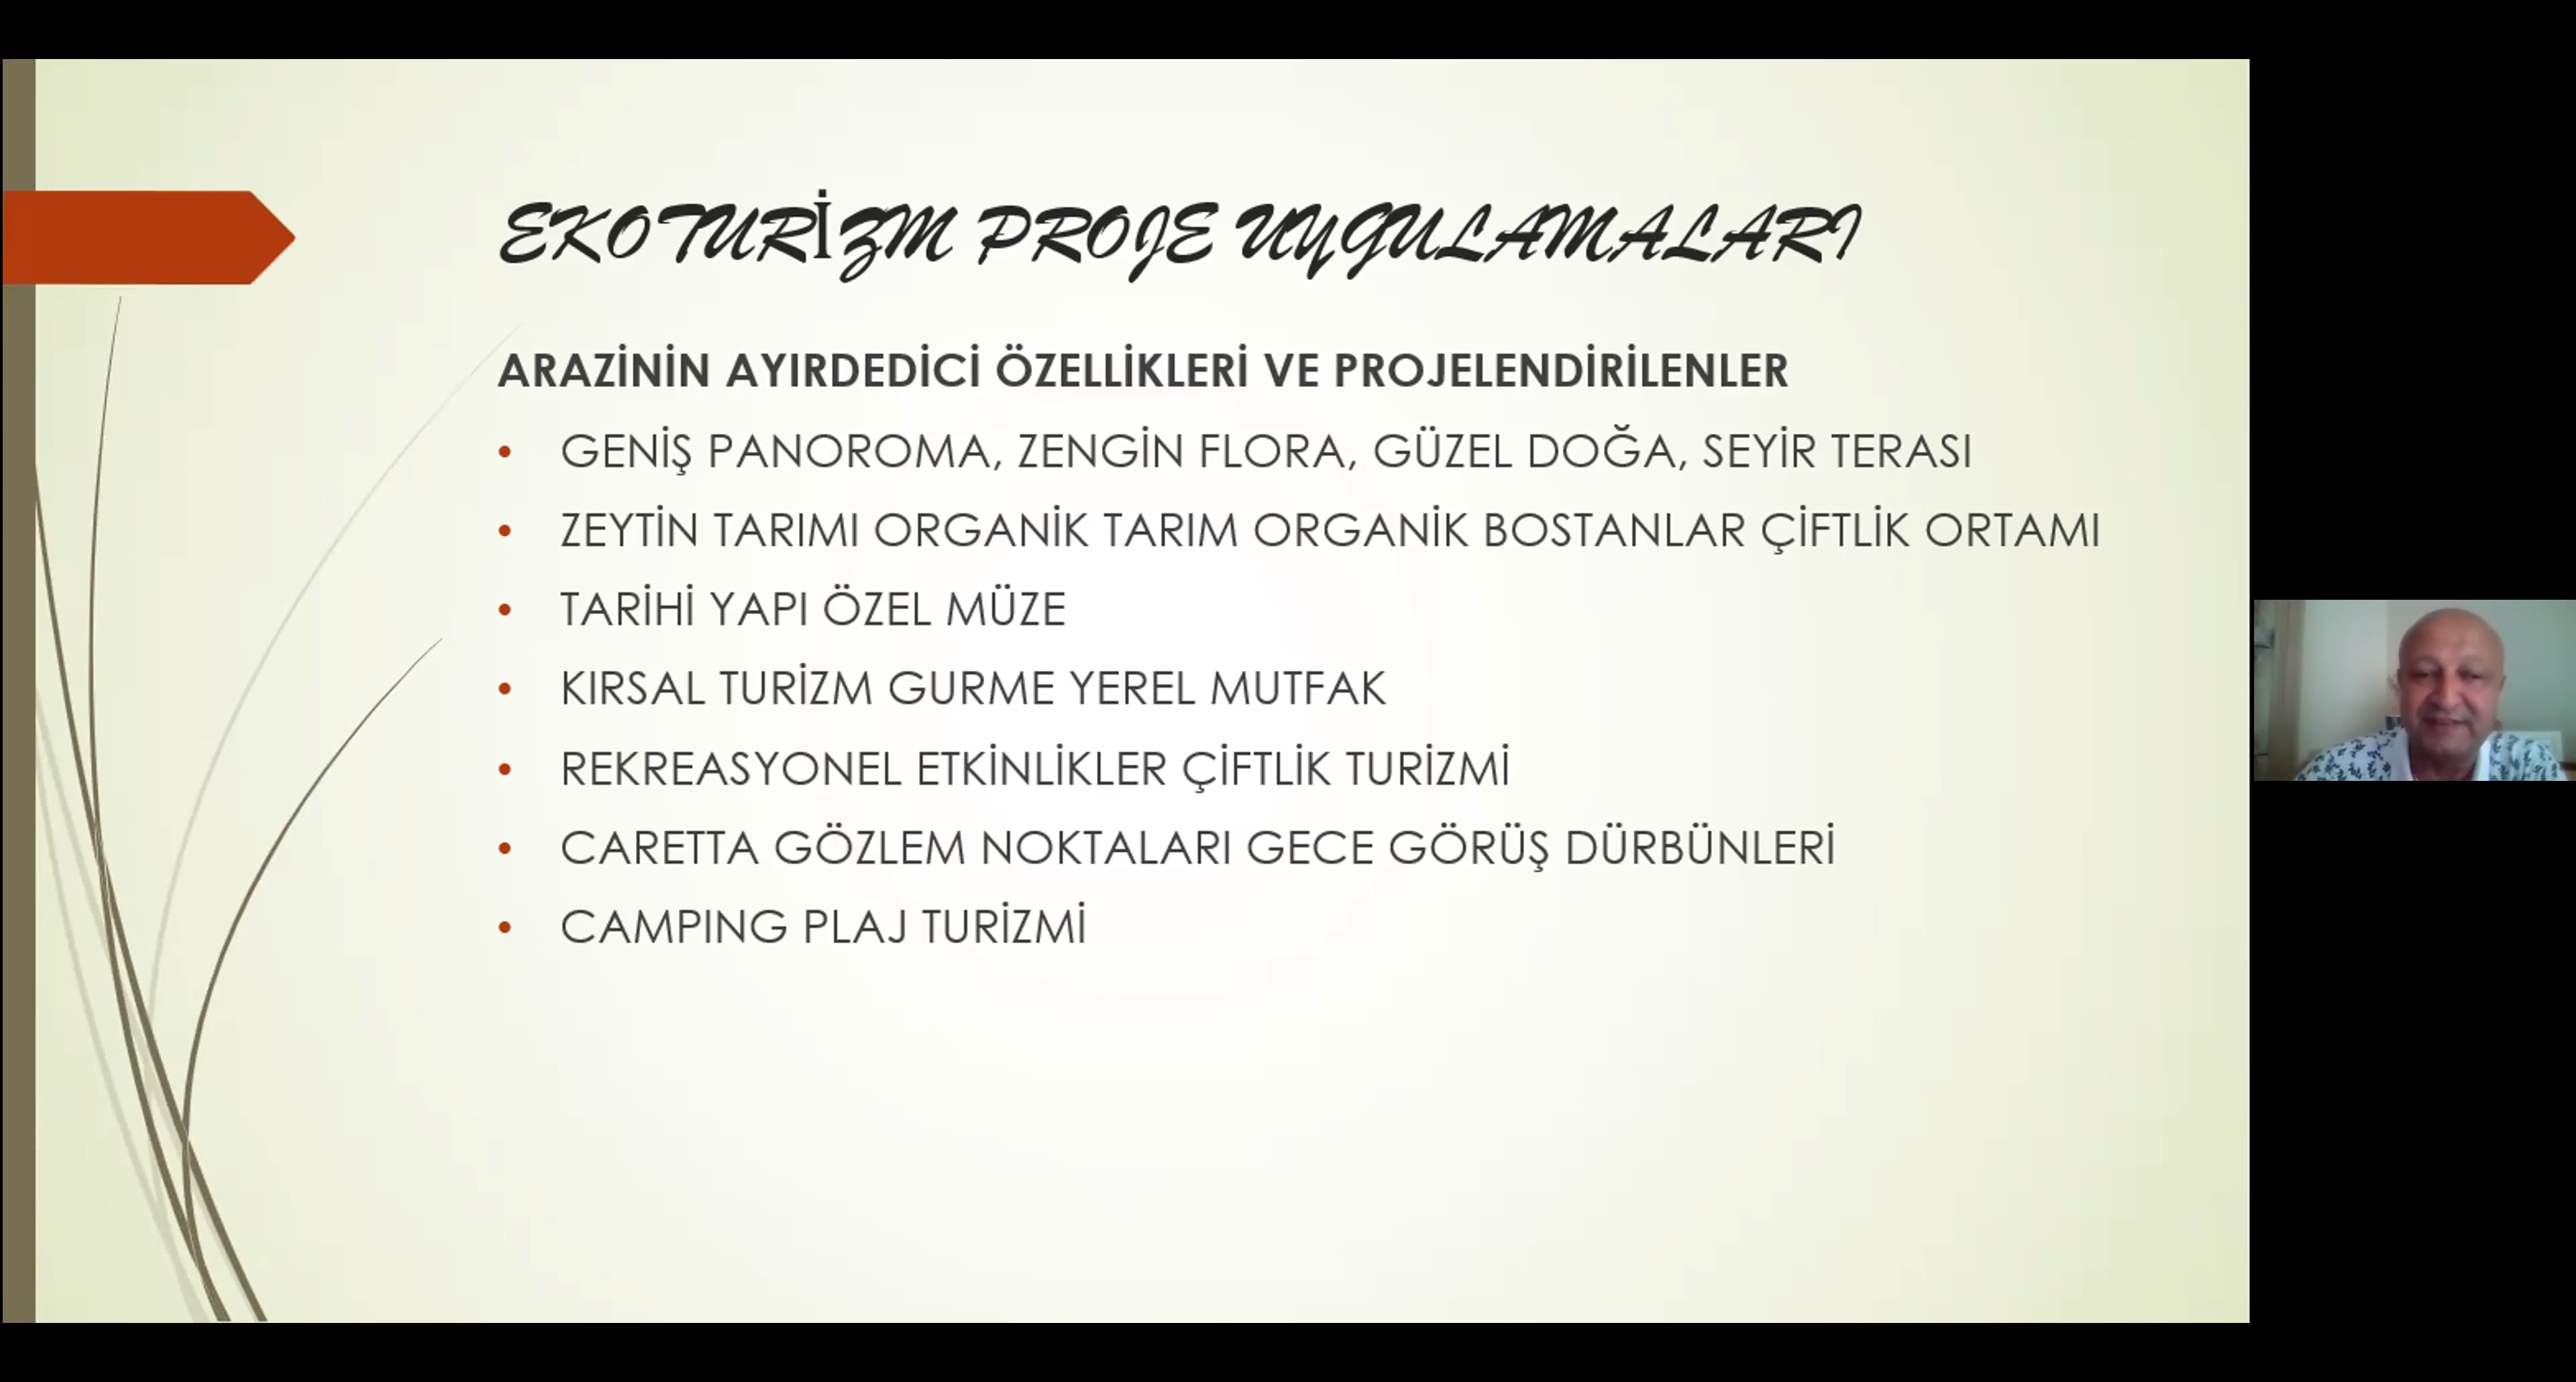 EKOTURİZM PROJE UYGULAMALARI
ARAZİNİN AYIRDEDİCİ ÖZELLİKLERİ VE PROJELENDİRİLENLER
• GENİŞ PANOROMA, ZENGİN FLORA, GÜZEL DOĞA, SEYİR TERASI
• ZEYTİN TARIMI ORGANİK TARIM ORGANİK BOSTANLAR ÇİFTLİK ORTAMI
• TARİHİ YAPI ÖZEL MÜZE
• KIRSAL TURİZM GURME YEREL MUTFAK
• REKREASYONEL ETKİNLİKLER ÇİFTLİK TURİZMİ
• CARETTA GÖZLEM NOKTALARI GECE GÖRÜŞ DÜRBÜNLERİ
• CAMPING PLAJ TURİZMİ